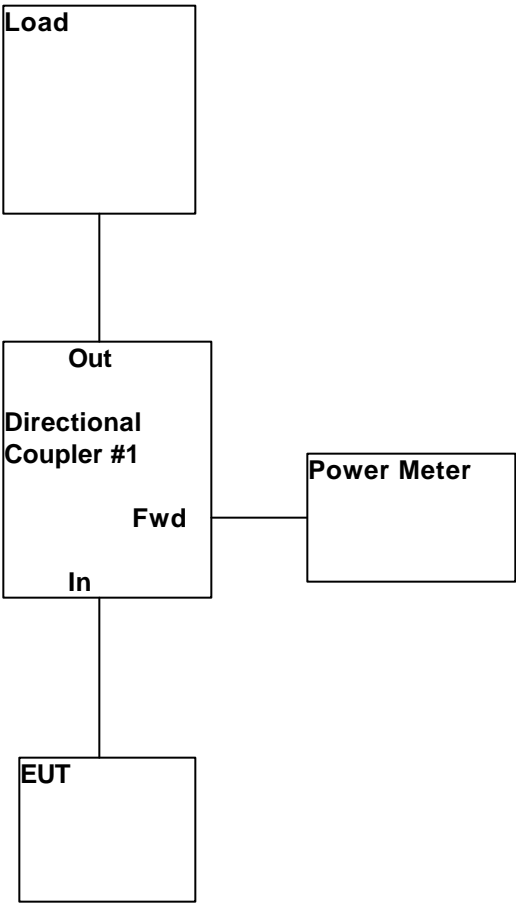 Load
Out
Directional
Coupler #1
Power Meter
Fwd
In
EUT